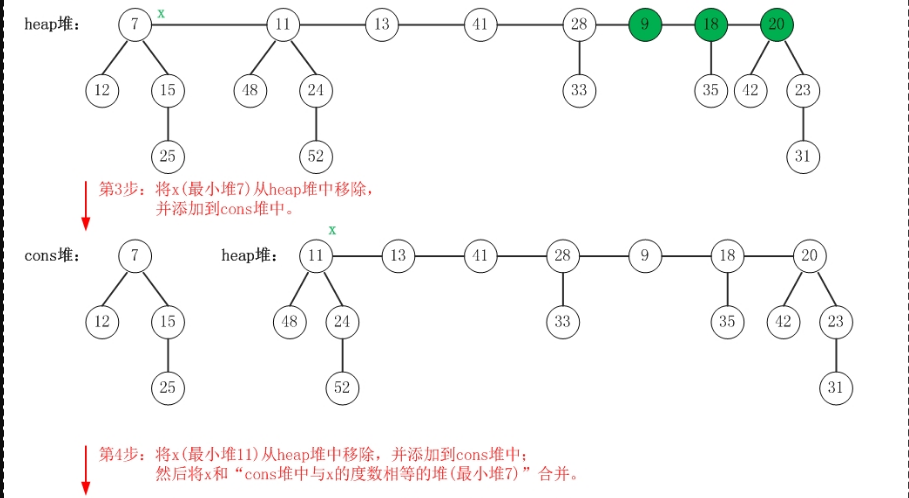 heap堆： 7 x 11 13 41 28 9 18 20
12 15 48 24 33 35 42 23
25 52 31
第3步：将x(最小堆7)从heap堆中移除，
并添加到cons堆中。
x
cons堆： 7 heap堆： 11 13 41 28 9 18 20
12 15 48 24 33 35 42 23
25 52 31
第4步：将x(最小堆11)从heap堆中移除，并添加到cons堆中；
然后将x和“cons堆中与x的度数相等的堆(最小堆7)”合并。